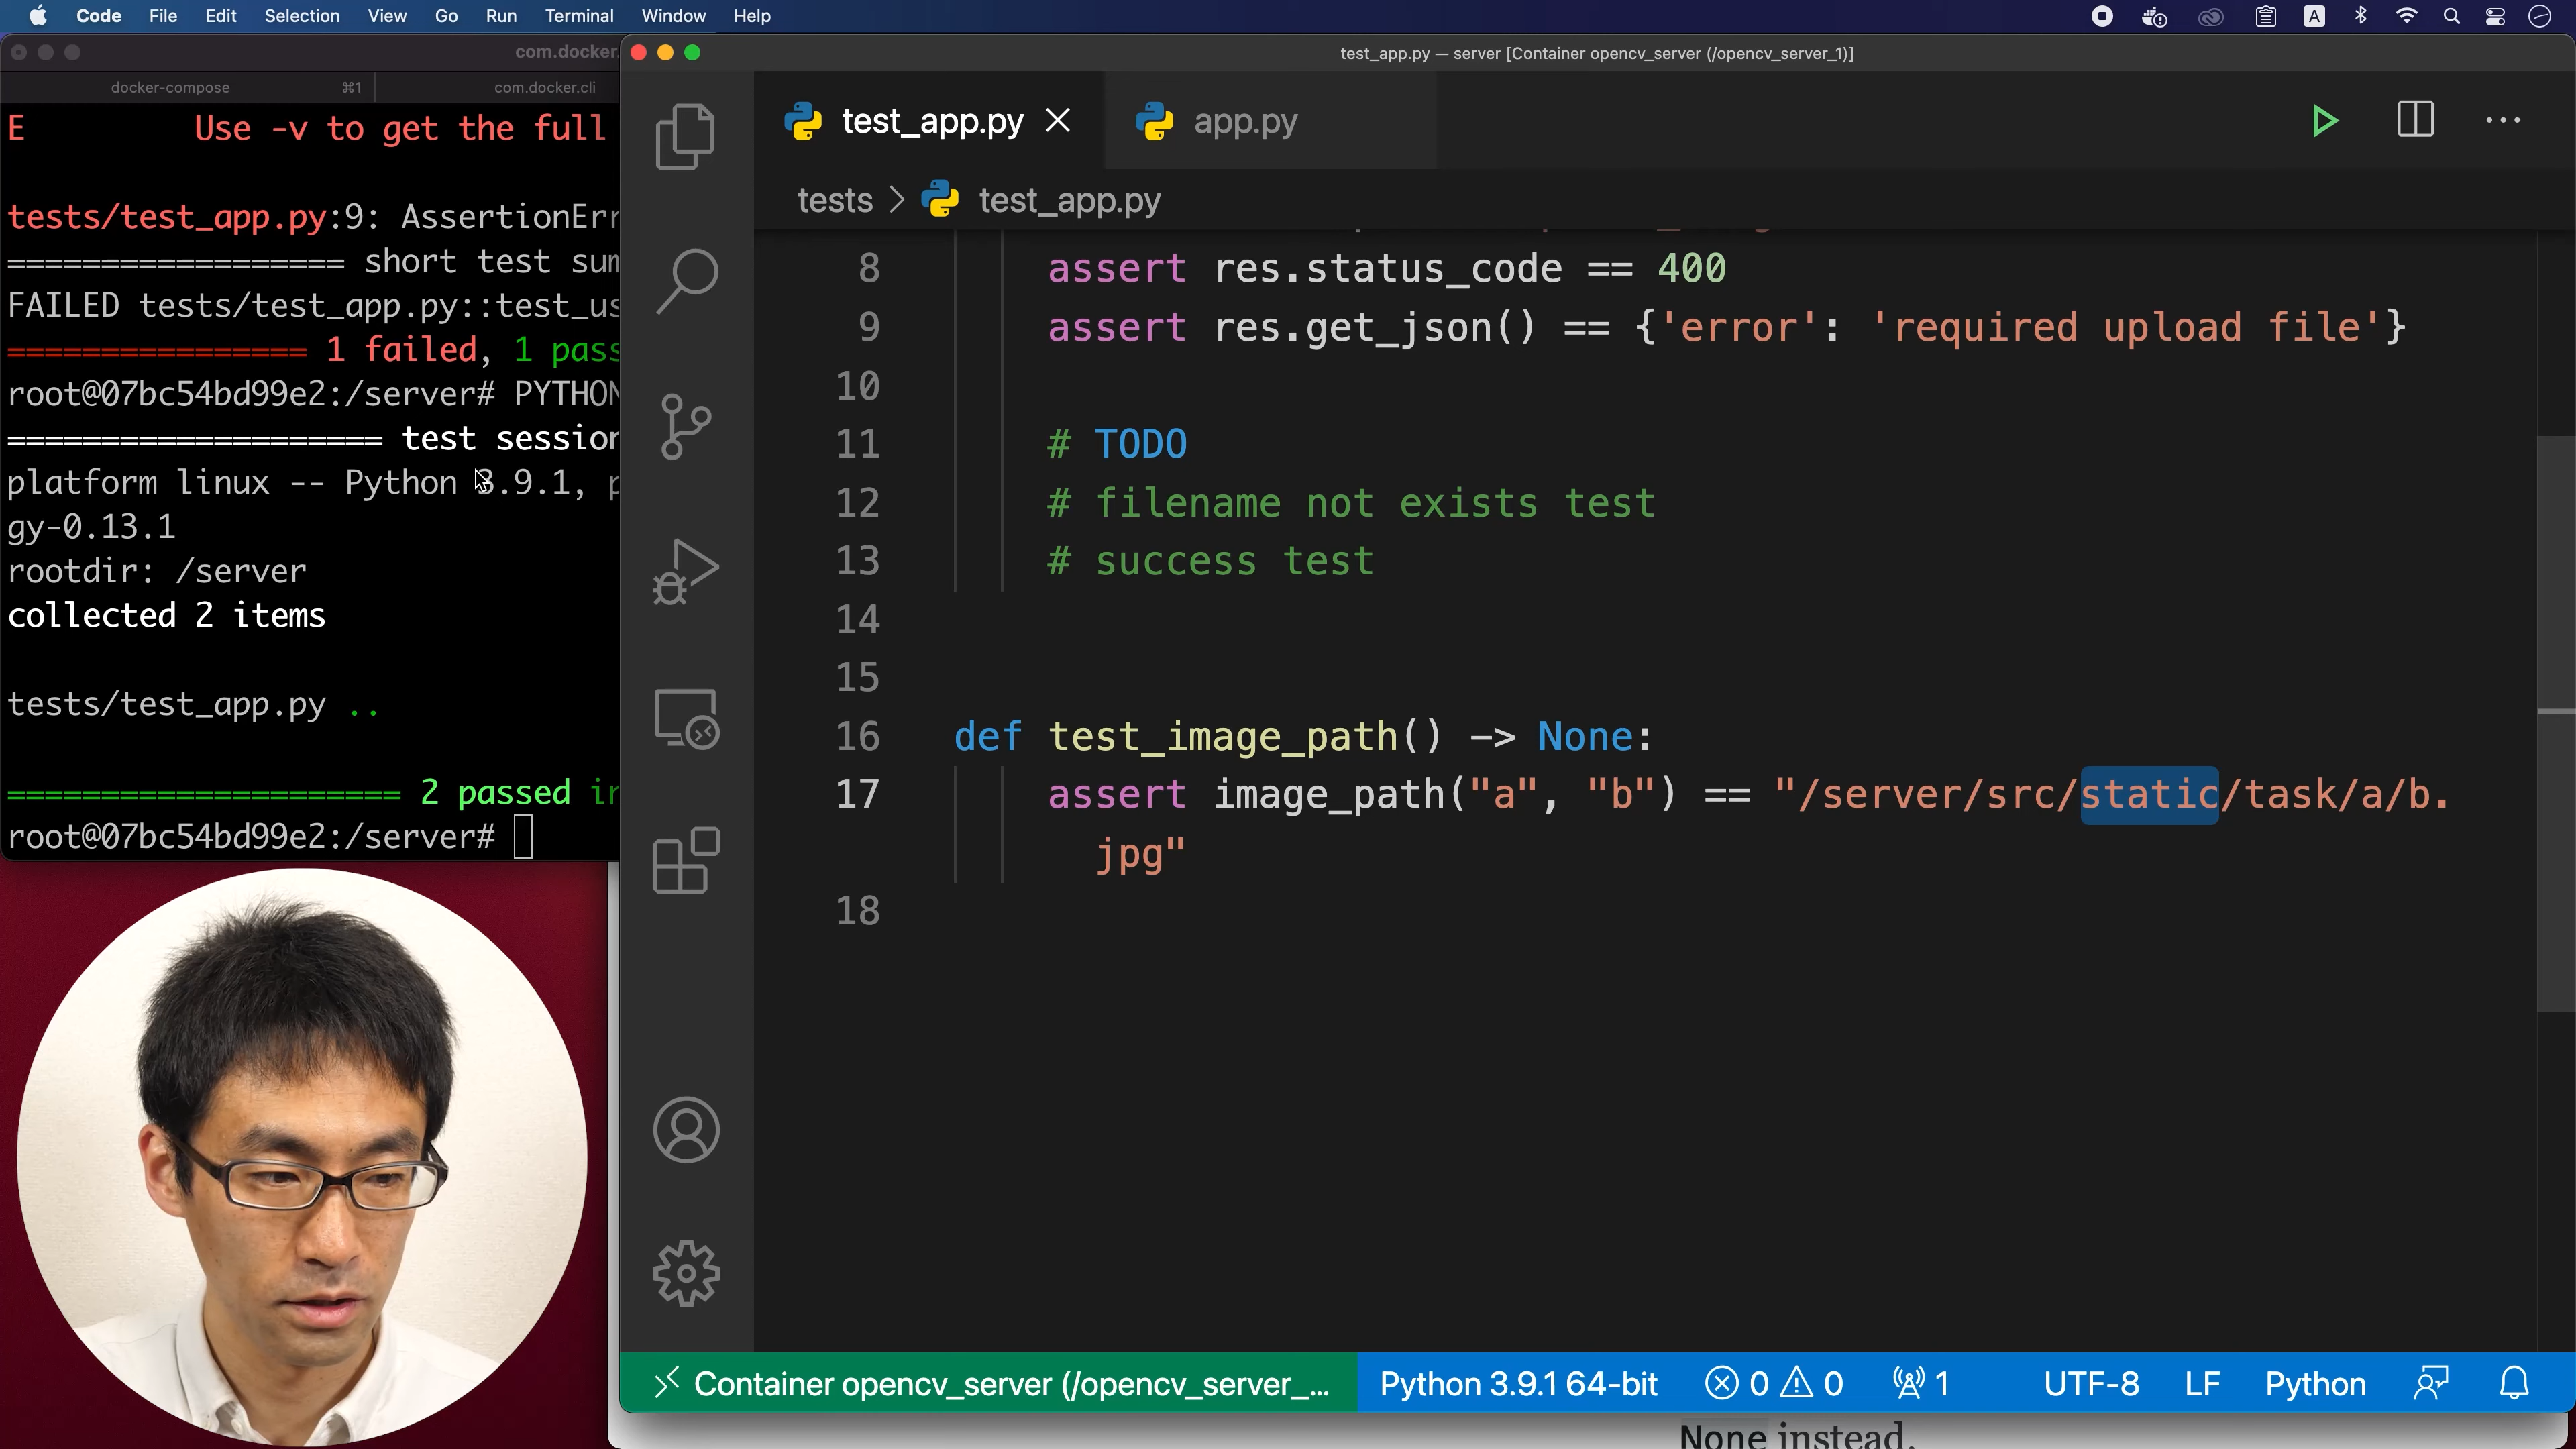 Code File Edit Selection View Go Run Terminal Window Help
A
com.docker.
docker-compose ⌘1 com.docker.cli
E Use -v to get the full
tests/test_app.py:9: AssertionErr
================== short test sum
FAILED tests/test_app.py::test_us
================ 1 failed, 1 pass
root@07bc54bd99e2:/server# PYTHON
==================== test session
platform linux -- Python 3.9.1, p
gy-0.13.1
rootdir: /server
collected 2 items
tests/test_app.py ..
===================== 2 passed in
root@07bc54bd99e2:/server#
test_app.py — server [Container opencv_server (/opencv_server_1)]
test_app.py app.py
tests > test_app.py
8 assert res.status_code == 400
9 assert res.get_json() == {'error': 'required upload file'}
10
11 # TODO
12 # filename not exists test
13 # success test
14
15
16 def test_image_path() -> None:
17 assert image_path("a", "b") == "/server/src/static/task/a/b.
jpg"
18
Container opencv_server (/opencv_server_... Python 3.9.1 64-bit 0 0 1 UTF-8 LF Python
None instead.